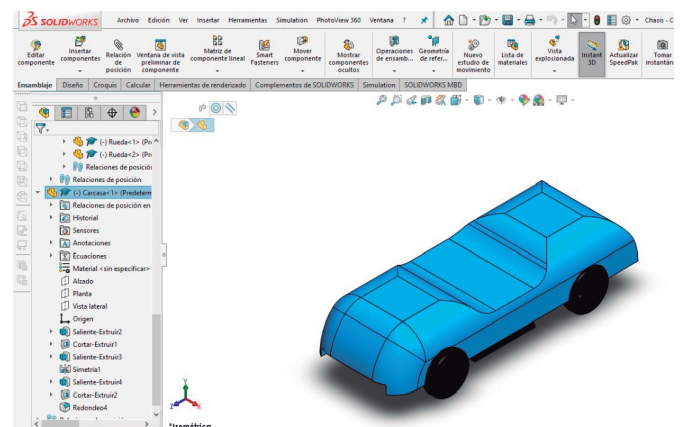 SOLIDWORKS Archivo Edición Ver Insertar Herramientas Simulation PhotoView 360 Ventana ? Chasis - C
Editar componente
Insertar componentes
Relación de posición
Ventana de vista preliminar de componente
Matriz de componente lineal
Smart Fasteners
Mover componente
Mostrar componentes ocultos
Operaciones de ensamb...
Geometría de refer...
Nuevo estudio de movimiento
Lista de materiales
Vista explosionada
Instant 3D
Actualizar SpeedPak
Tomar instantán
Ensamblaje Diseño Croquis Calcular Herramientas de renderizado Complementos de SOLIDWORKS Simulation SOLIDWORKS MBD
(-) Rueda<1> (Pre
(-) Rueda<2> (Pre
Relaciones de posición
Relaciones de posición
(-) Carcasa<1> (Predeterm
Relaciones de posición en
Historial
Sensores
Anotaciones
Ecuaciones
Material <sin especificar>
Alzado
Planta
Vista lateral
Origen
Saliente-Extruir2
Cortar-Extruir1
Saliente-Extruir3
Simetría1
Saliente-Extruir4
Cortar-Extruir2
Redondeo4
*Isométrica